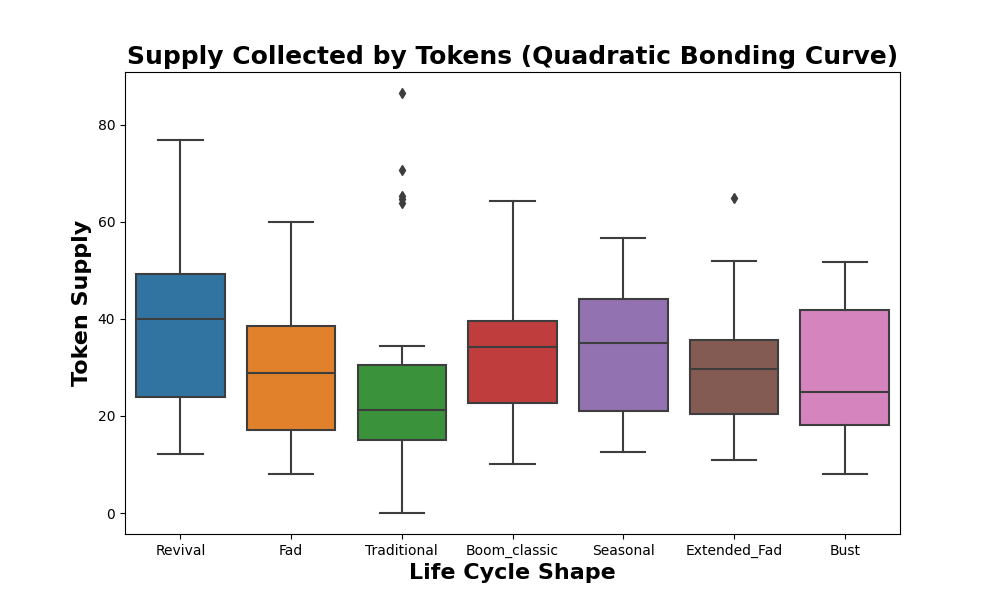 Supply Collected by Tokens (Quadratic Bonding Curve)
Token Supply
80
60
40
20
0
Revival Fad Traditional Boom_classic Seasonal Extended_Fad Bust
Life Cycle Shape